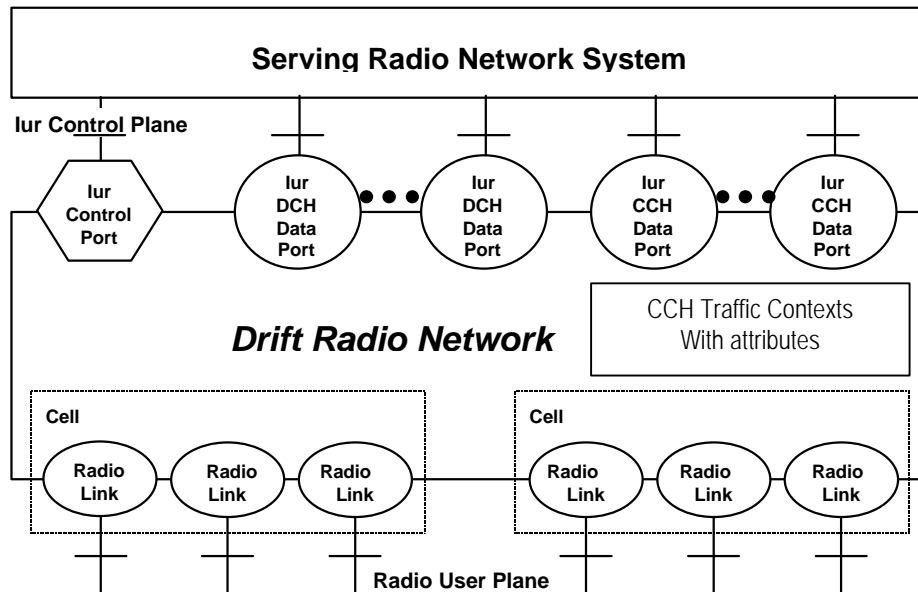 Serving Radio Network System
Iur Control Plane
Iur
Control
Port
Iur
DCH
Data
Port
Iur
DCH
Data
Port
Iur
CCH
Data
Port
Iur
CCH
Data
Port
CCH Traffic Contexts
With attributes
Drift Radio Network
Cell
Radio
Link
Radio
Link
Radio
Link
Cell
Radio
Link
Radio
Link
Radio
Link
Radio User Plane